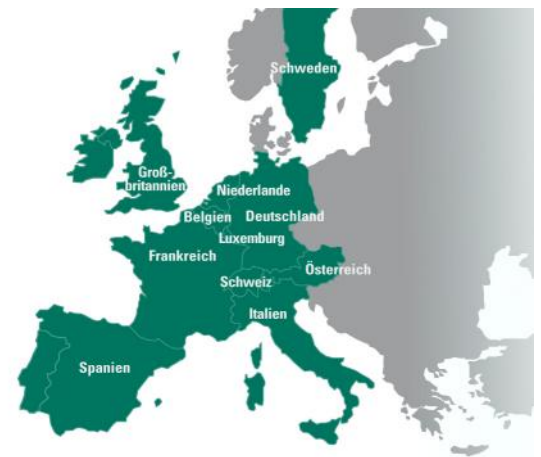 Schweden
Groß-
britannien
Niederlande
Belgien
Deutschland
Luxemburg
Frankreich
Österreich
Schweiz
Italien
Spanien